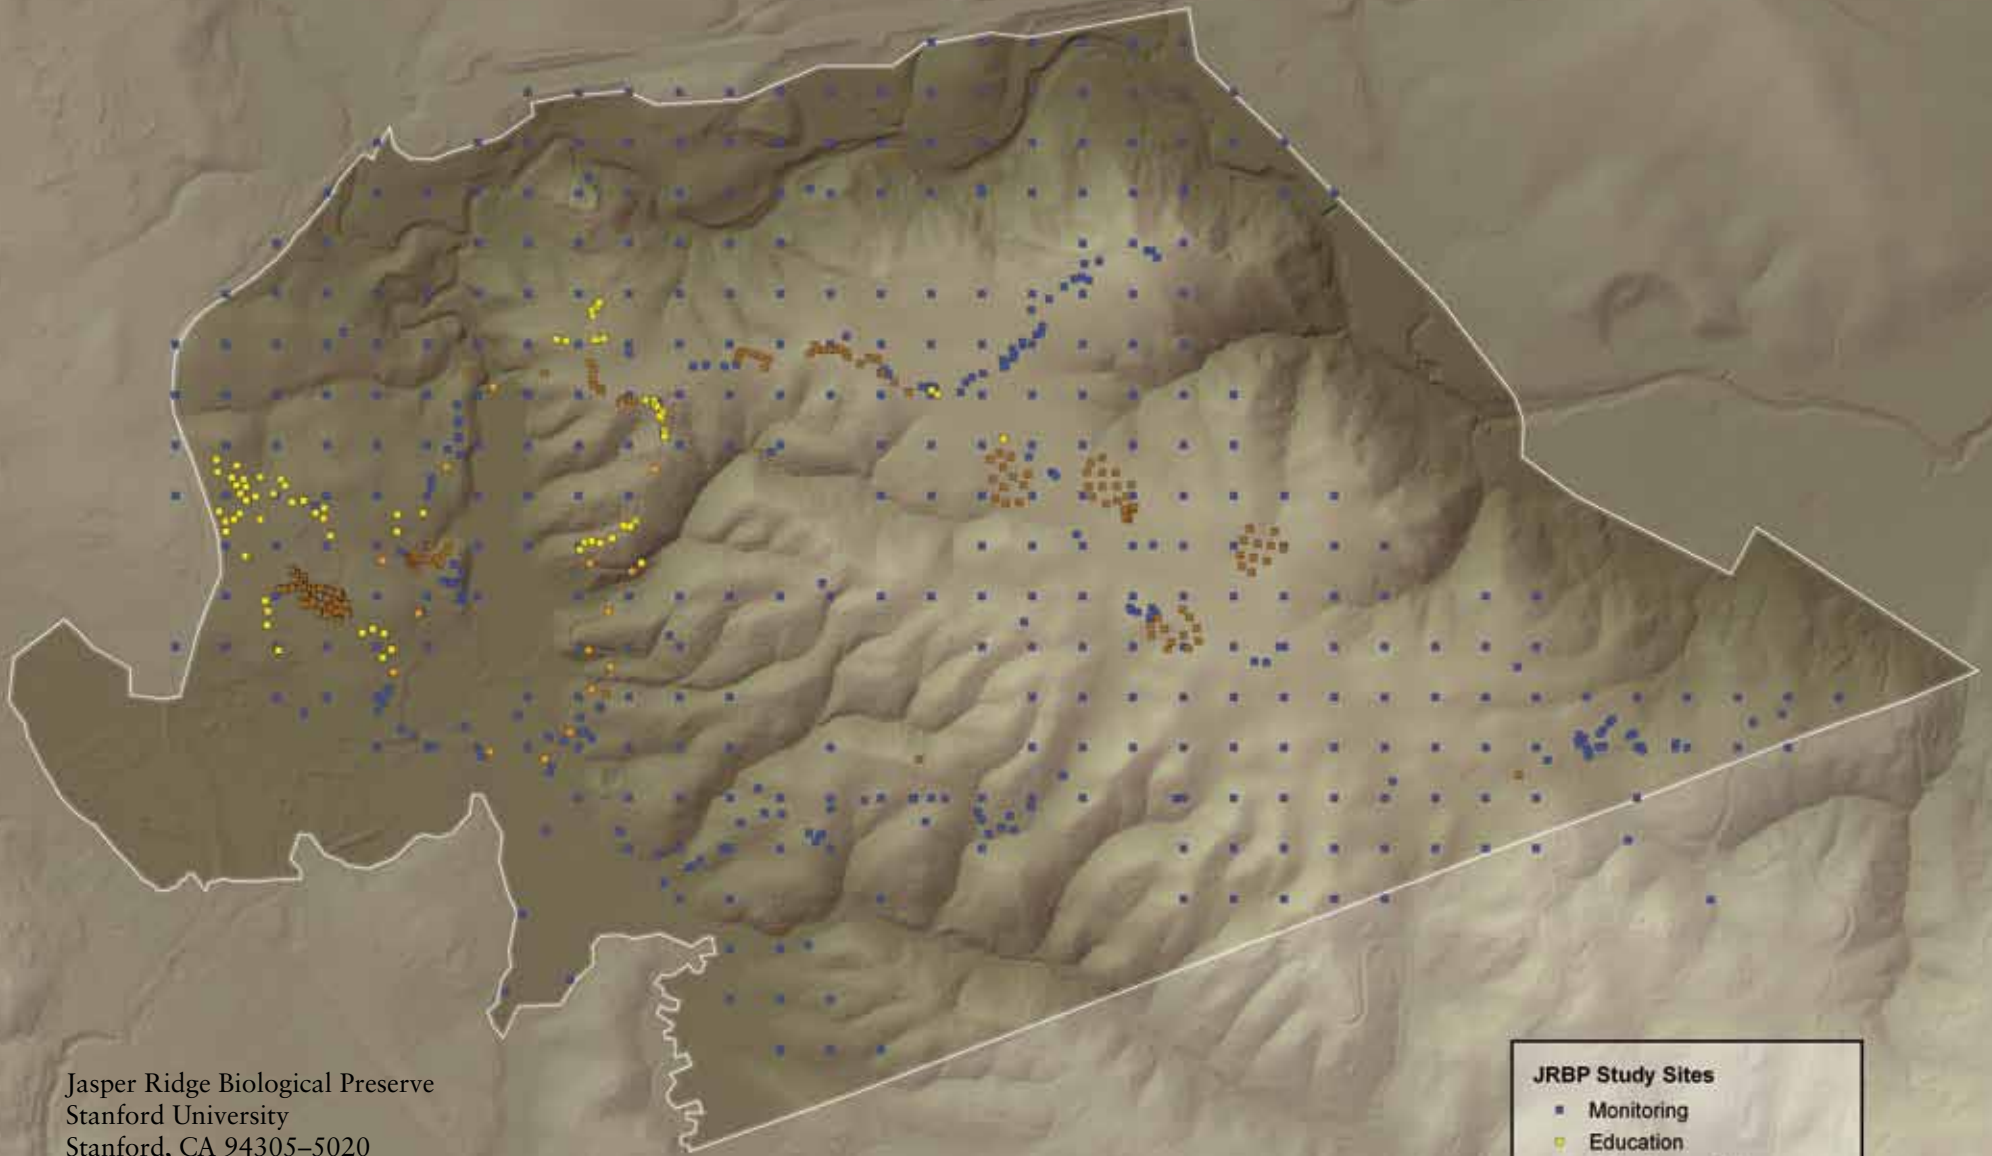 Jasper Ridge Biological Preserve
Stanford University
Stanford, CA 94305–5020
JRBP Study Sites
Monitoring
Education